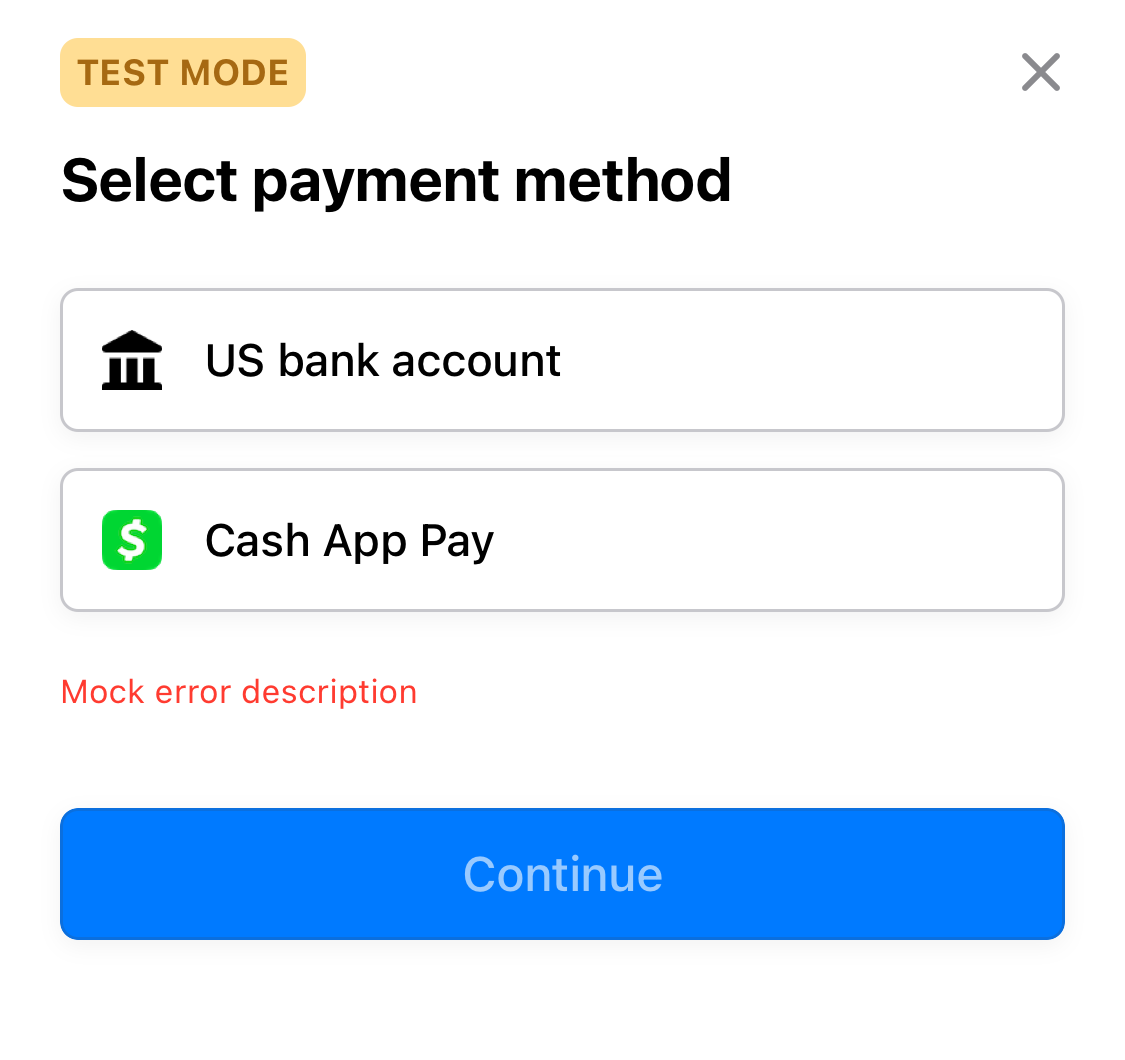 TEST MODE
Select payment method
US bank account
$
Cash App Pay
Mock error description
Continue